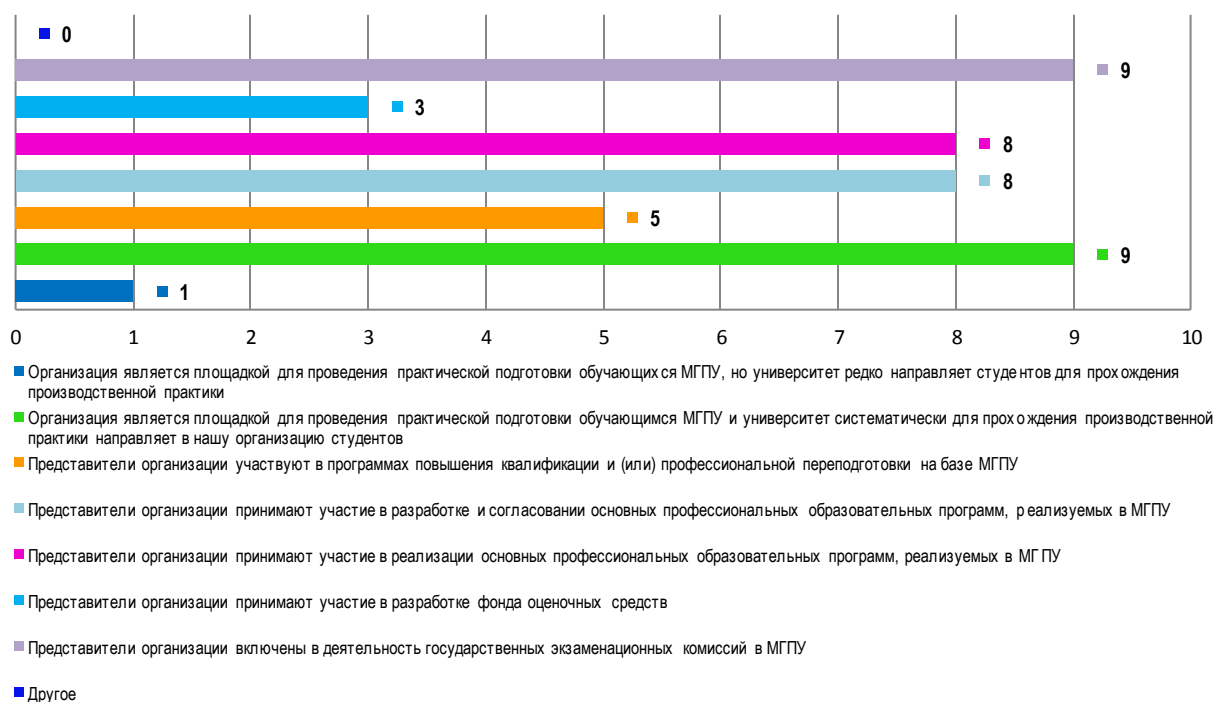 0
9
3
8
8
5
9
1
0 1 2 3 4 5 6 7 8 9 10
Организация является площадкой для проведения практической подготовки обучающихся МГПУ, но университет редко направляет студентов для прохождения
производственной практики
Организация является площадкой для проведения практической подготовки обучающимся МГПУ и университет систематически для прохождения производственной
практики направляет в нашу организацию студентов
Представители организации участвуют в программах повышения квалификации и (или) профессиональной переподготовки на базе МГПУ
Представители организации принимают участие в разработке и согласовании основных профессиональных образовательных программ, реализуемых в МГПУ
Представители организации принимают участие в реализации основных профессиональных образовательных программ, реализуемых в МГПУ
Представители организации принимают участие в разработке фонда оценочных средств
Представители организации включены в деятельность государственных экзаменационных комиссий в МГПУ
Другое